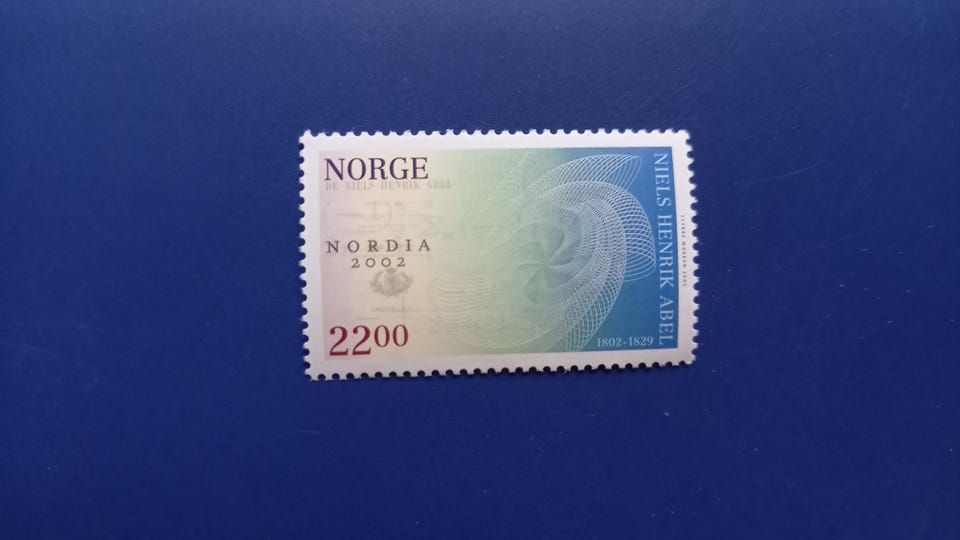 NORGE
DE NIELS HENRIK ABEL
NORDIA
2002
2200
NIELS HENRIK ABEL
1802-1829